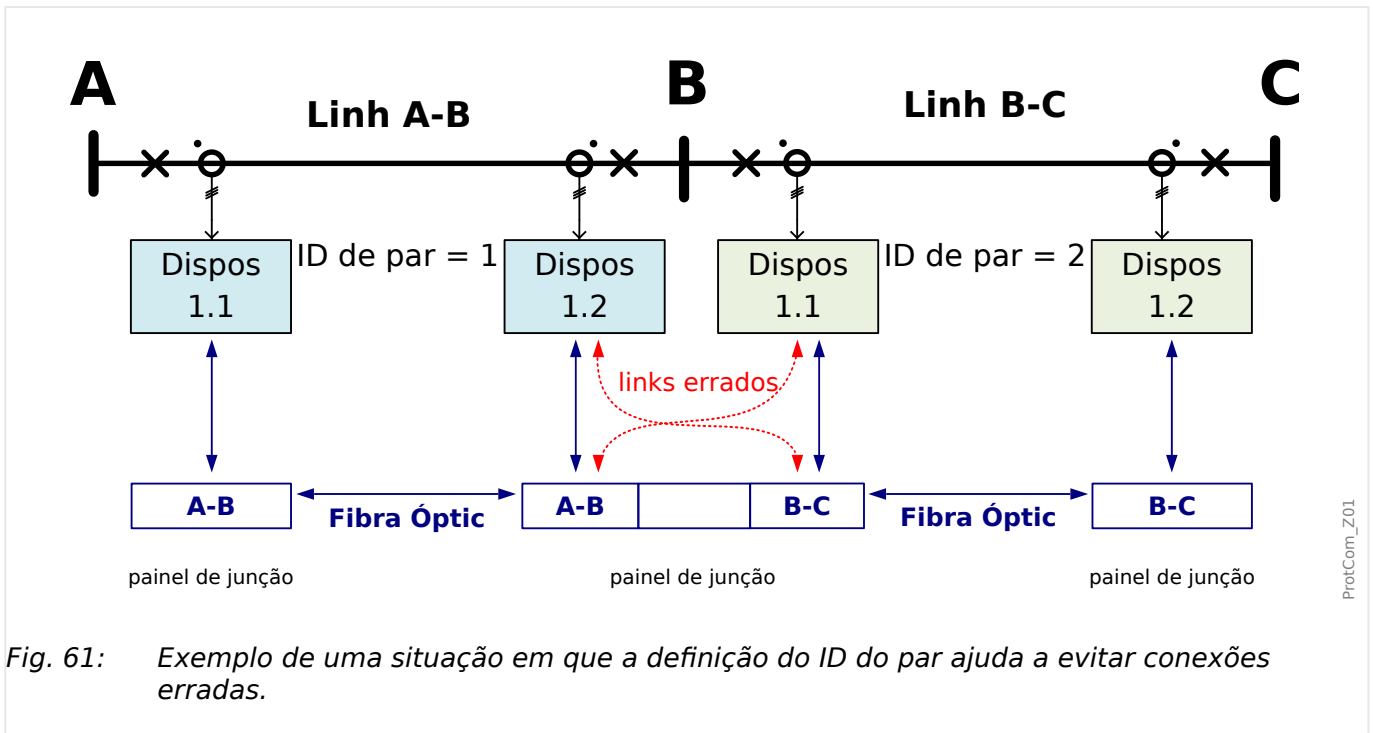 A
B
C
Linh A-B
Linh B-C
Dispos
1.1
ID de par = 1
Dispos
1.2
Dispos
1.1
ID de par = 2
Dispos
1.2
links errados
A-B
Fibra Óptic
A-B
B-C
Fibra Óptic
B-C
painel de junção
painel de junção
painel de junção
ProtCom_Z01
Fig. 61: Exemplo de uma situação em que a definição do ID do par ajuda a evitar conexões
erradas.